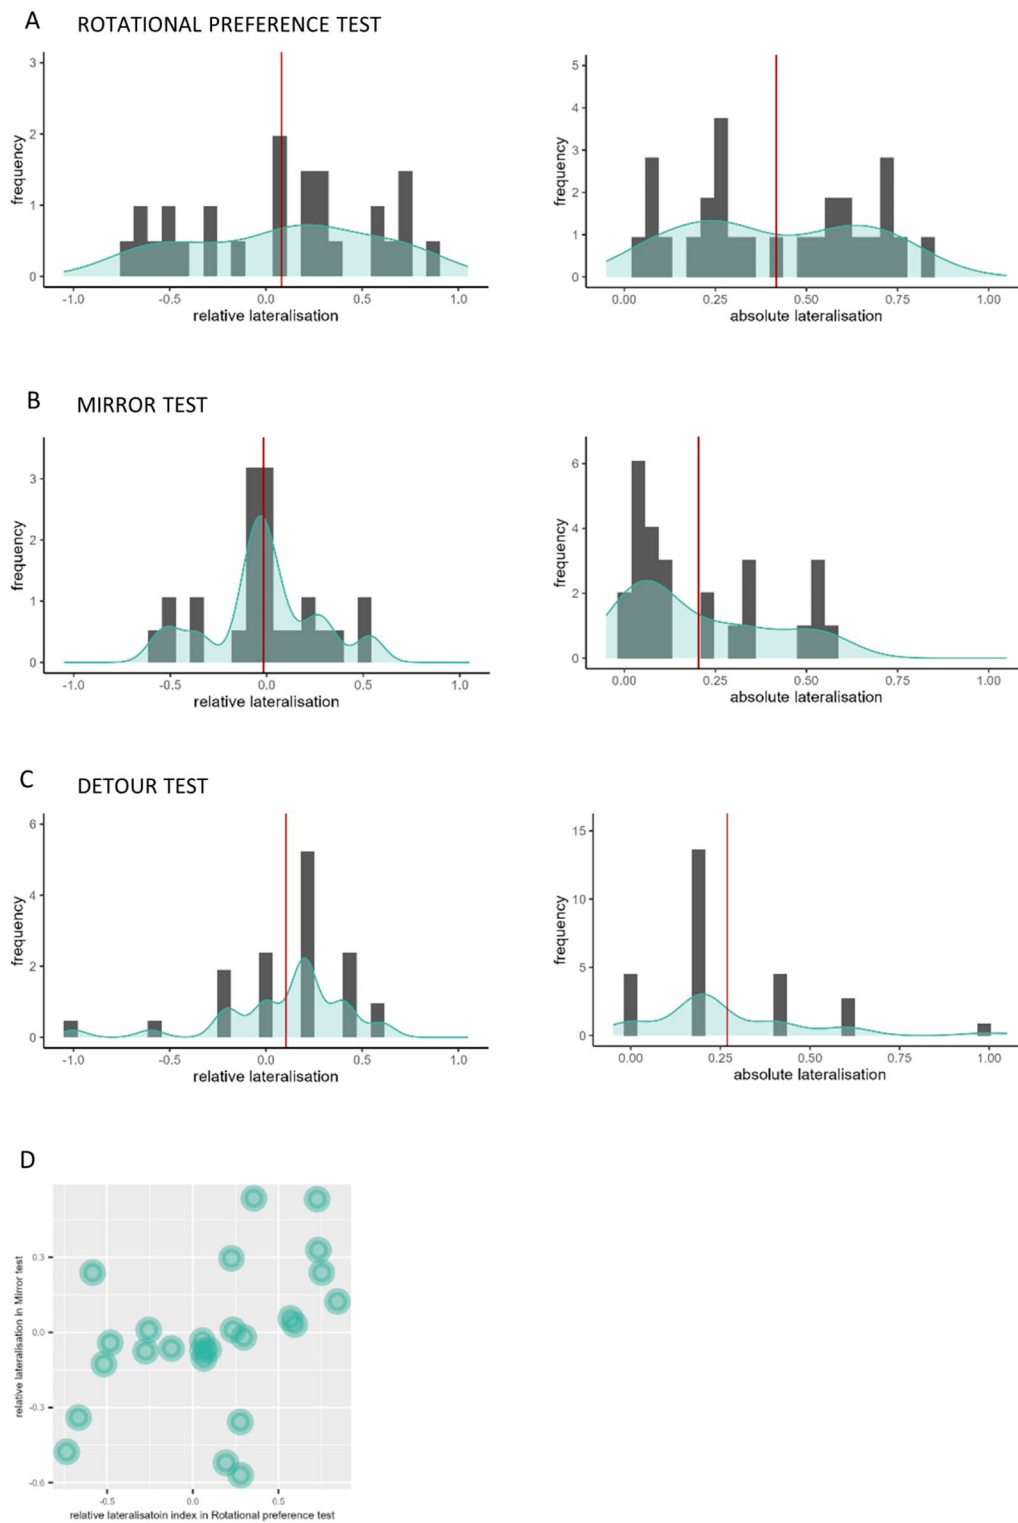 A ROTATIONAL PREFERENCE TEST
3
2
1
0
frequency
-1.0 -0.5 0.0 0.5 1.0
relative lateralisation
5
4
3
2
1
0
frequency
0.00 0.25 0.50 0.75 1.00
absolute lateralisation
B MIRROR TEST
3
2
1
0
frequency
-1.0 -0.5 0.0 0.5 1.0
relative lateralisation
6
4
2
0
frequency
0.00 0.25 0.50 0.75 1.00
absolute lateralisation
C DETOUR TEST
6
4
2
0
frequency
-1.0 -0.5 0.0 0.5 1.0
relative lateralisation
15
10
5
0
frequency
0.00 0.25 0.50 0.75 1.00
absolute lateralisation
D
0.3
0.0
-0.3
-0.6
relative lateralisation in Mirror test
-0.5 0.0 0.5
relative lateralisatoin index in Rotational preference test